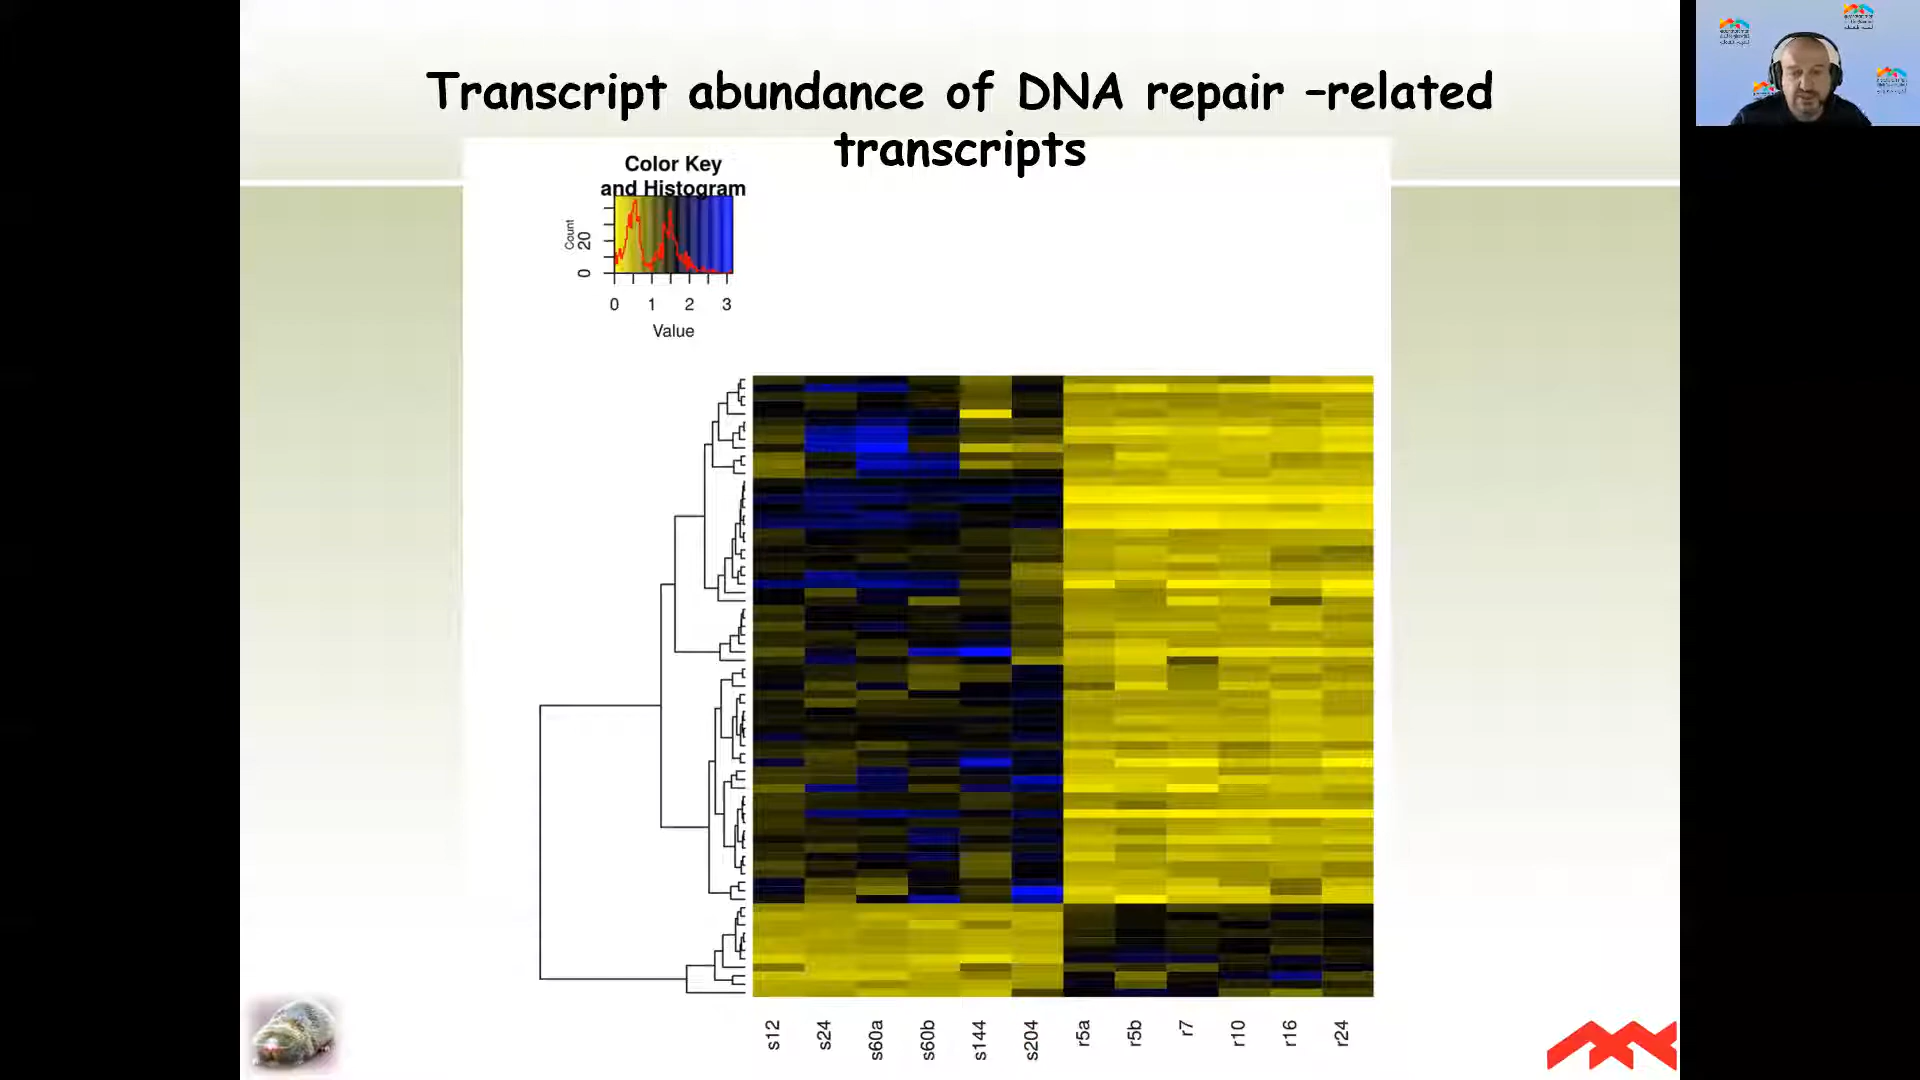 Transcript abundance of DNA repair –related
transcripts
Color Key
and Histogram
Count
0 20
0 1 2 3
Value
s12 s24 s60a s60b s144 s204 r5a r5b r7 r10 r16 r24